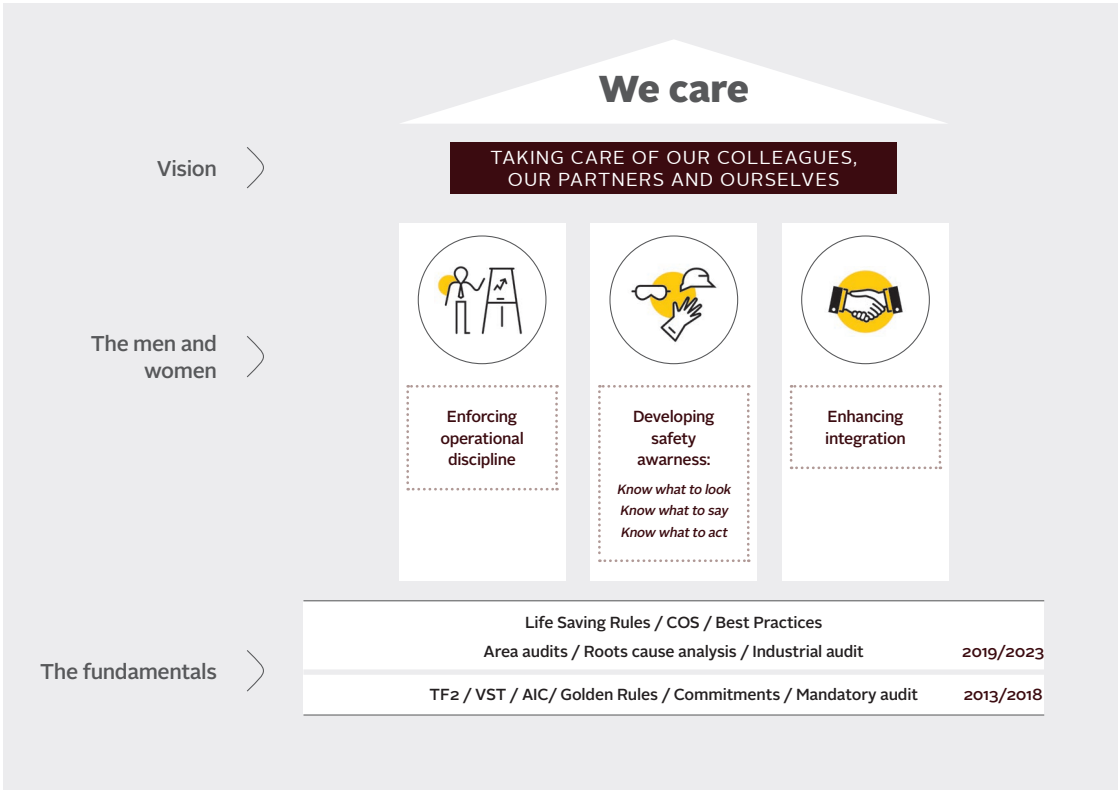 We care
Vision
TAKING CARE OF OUR COLLEAGUES,
OUR PARTNERS AND OURSELVES
The men and
women
Enforcing
operational
discipline
Developing
safety
awarness:
Know what to look
Know what to say
Know what to act
Enhancing
integration
The fundamentals
Life Saving Rules / COS / Best Practices
Area audits / Roots cause analysis / Industrial audit 2019/2023
TF2 / VST / AIC/ Golden Rules / Commitments / Mandatory audit 2013/2018